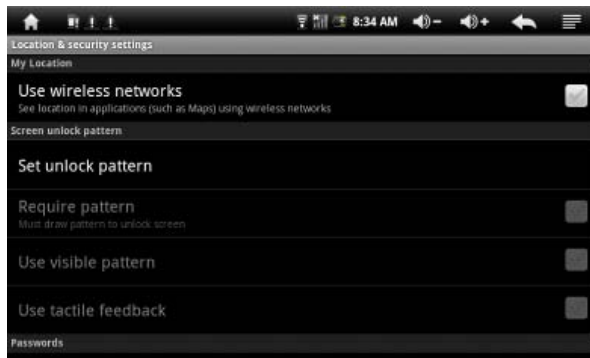 8:34 AM
Location & security settings
My Location
Use wireless networks
See location in applications (such as Maps) using wireless networks
Screen unlock pattern
Set unlock pattern
Require pattern
Must draw pattern to unlock screen
Use visible pattern
Use tactile feedback
Passwords